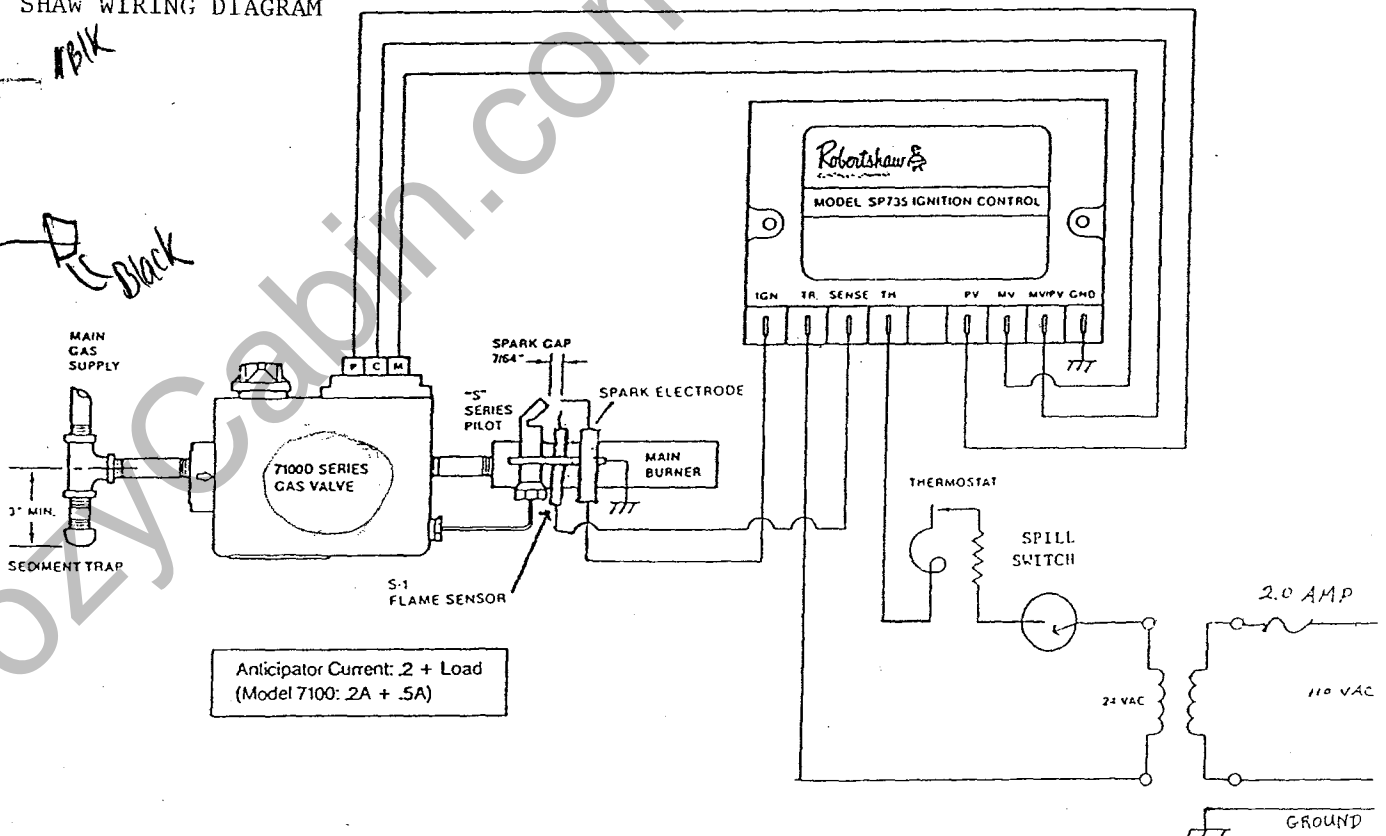 SHAW WIRING DIAGRAM
Blk
Black
ozyCabin.com
Robertshaw
MODEL SP735 IGNITION CONTROL
IGN TR. SENSE TH PV MV MV/PV GND
MAIN
GAS
SUPPLY
P C M
SPARK GAP
7/64"
SPARK ELECTRODE
"S"
SERIES
PILOT
7100D SERIES
GAS VALVE
MAIN
BURNER
3" MIN.
SEDIMENT TRAP
S-1
FLAME SENSOR
THERMOSTAT
SPILL
SWITCH
2.0 AMP
Anticipator Current: .2 + Load
(Model 7100: .2A + .5A)
24 VAC
110 VAC
GROUND